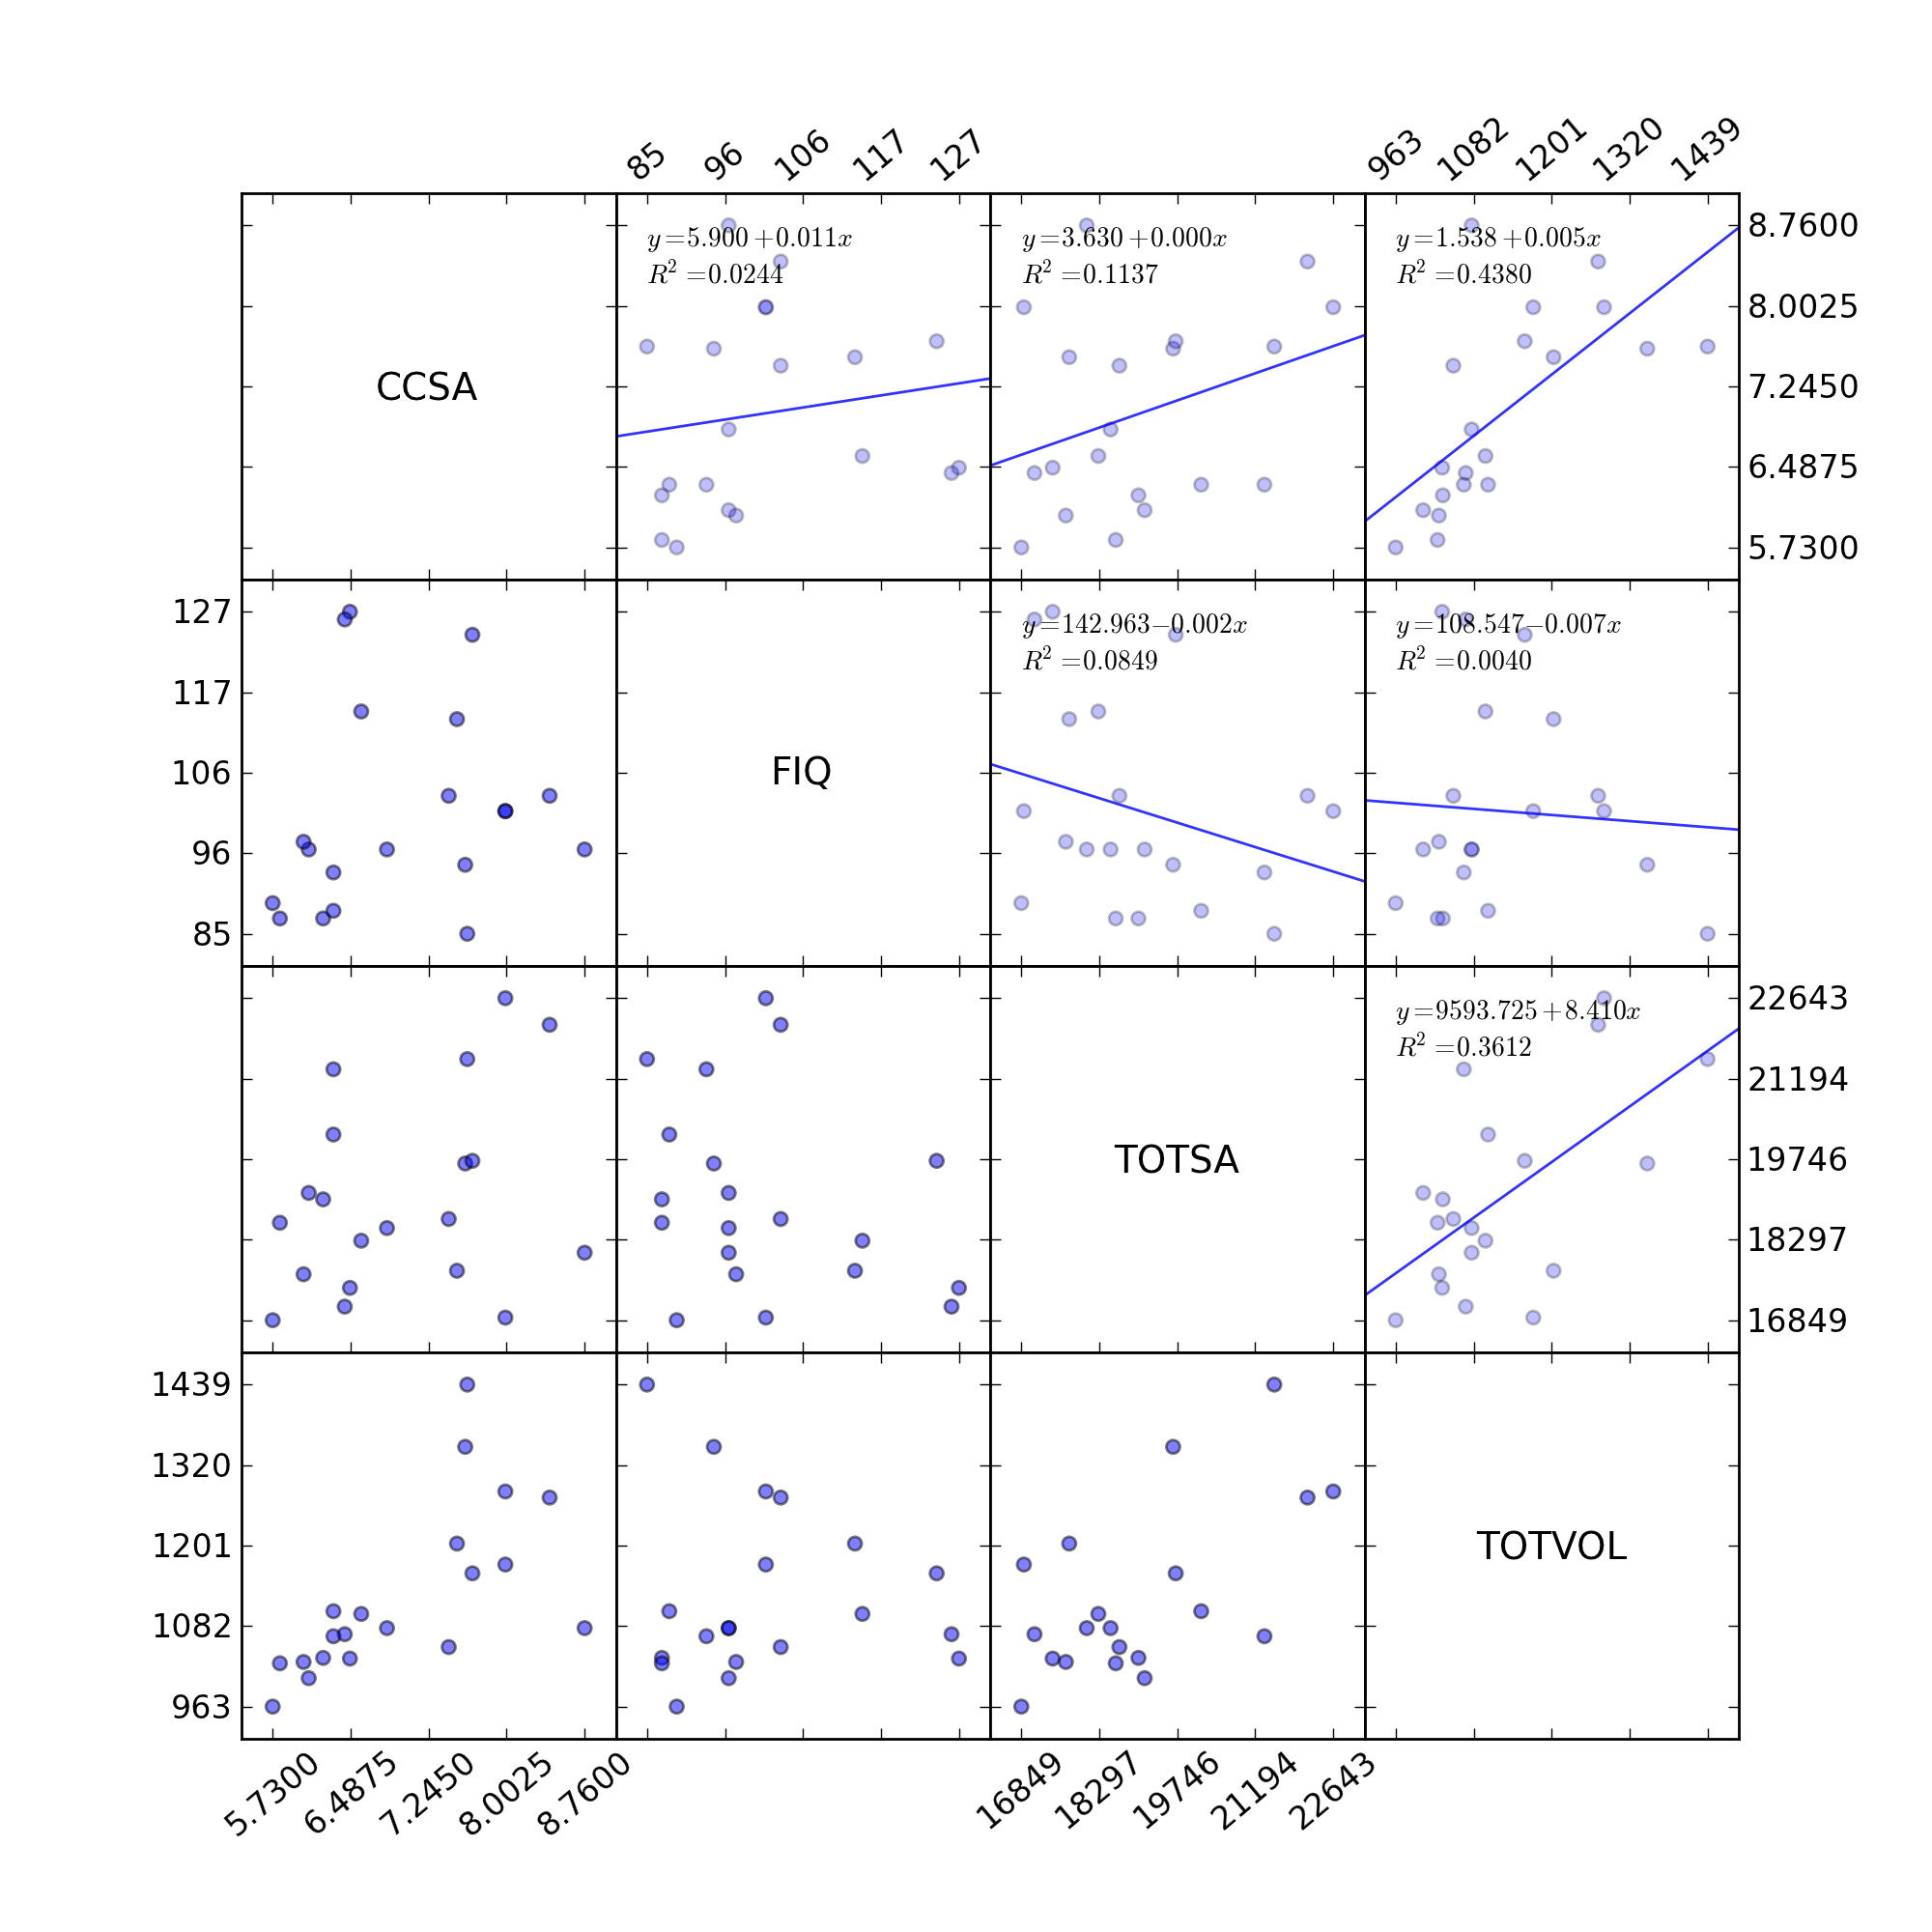 85 96 106 117 127 963 1082 1201 1320 1439
y=5.900+0.011x
R² =0.0244
y=3.630+0.000x
R² =0.1137
y=1.538+0.005x
R² =0.4380
8.7600
8.0025
7.2450
6.4875
5.7300
CCSA
127
117
106
96
85
FIQ
y=142.963−0.002x
R² =0.0849
y=108.547−0.007x
R² =0.0040
TOTSA
y=9593.725+8.410x
R² =0.3612
22643
21194
19746
18297
16849
1439
1320
1201
1082
963
TOTVOL
5.7300 6.4875 7.2450 8.0025 8.7600 16849 18297 19746 21194 22643